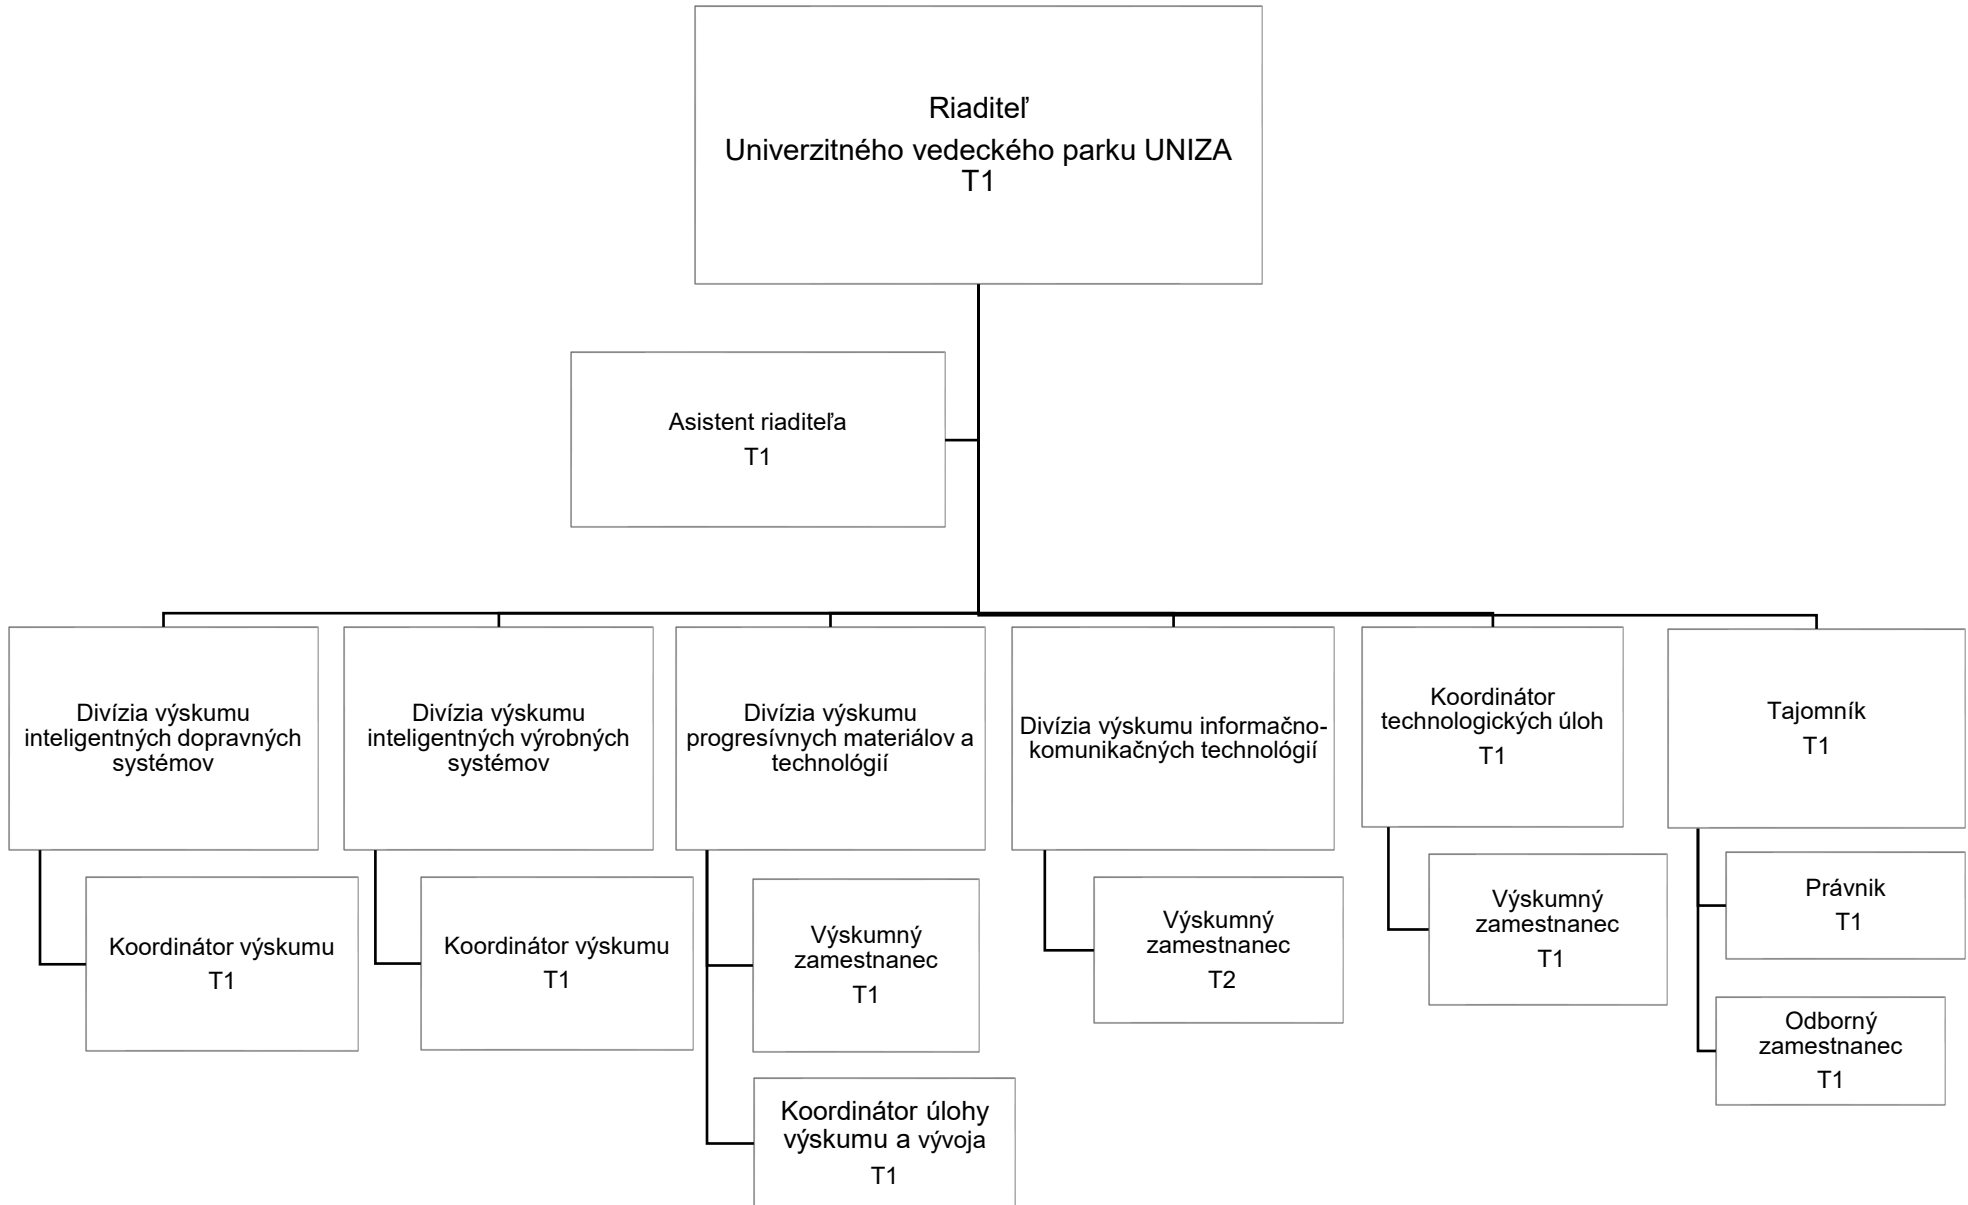 Riaditeľ
Univerzitného vedeckého parku UNIZA
T1
Asistent riaditeľa
T1
Divízia výskumu
inteligentných dopravných
systémov
Divízia výskumu
inteligentných výrobných
systémov
Divízia výskumu
progresívnych materiálov a
technológií
Divízia výskumu informačno-
komunikačných technológií
Koordinátor
technologických úloh
T1
Tajomník
T1
Koordinátor výskumu
T1
Koordinátor výskumu
T1
Výskumný
zamestnanec
T1
Koordinátor úlohy
výskumu a vývoja
T1
Výskumný
zamestnanec
T2
Výskumný
zamestnanec
T1
Právnik
T1
Odborný
zamestnanec
T1